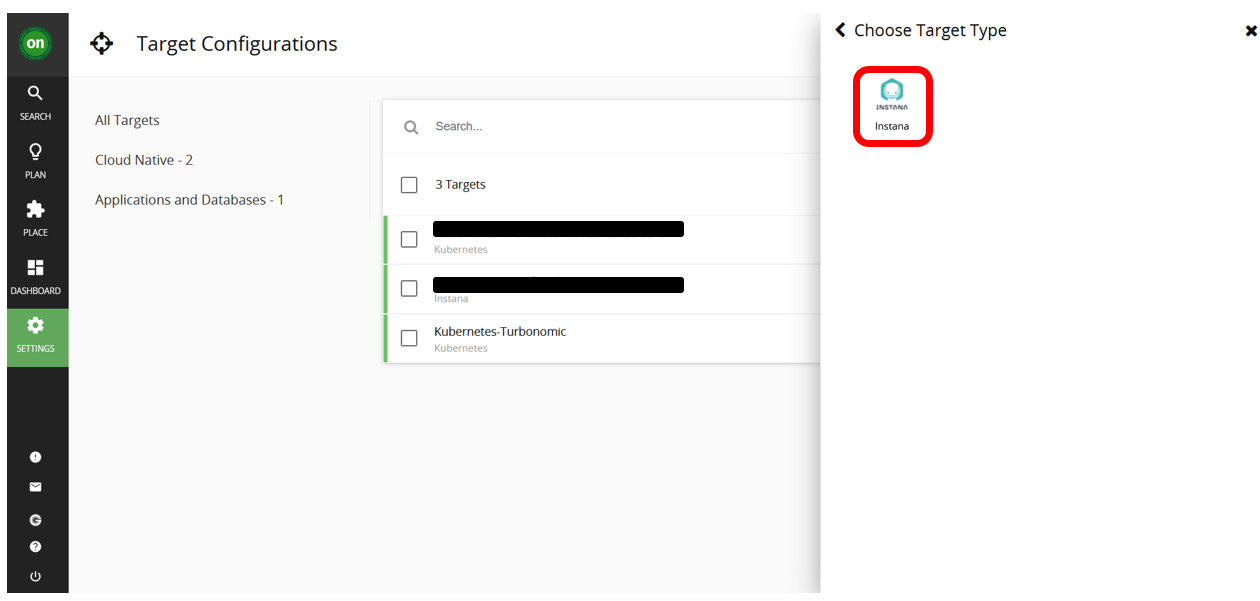 on
SEARCH
PLAN
PLACE
DASHBOARD
SETTINGS
Target Configurations
All Targets
Cloud Native - 2
Applications and Databases - 1
Search...
3 Targets
Kubernetes
Instana
Kubernetes-Turbonomic
Kubernetes
Choose Target Type
INSTANA
Instana